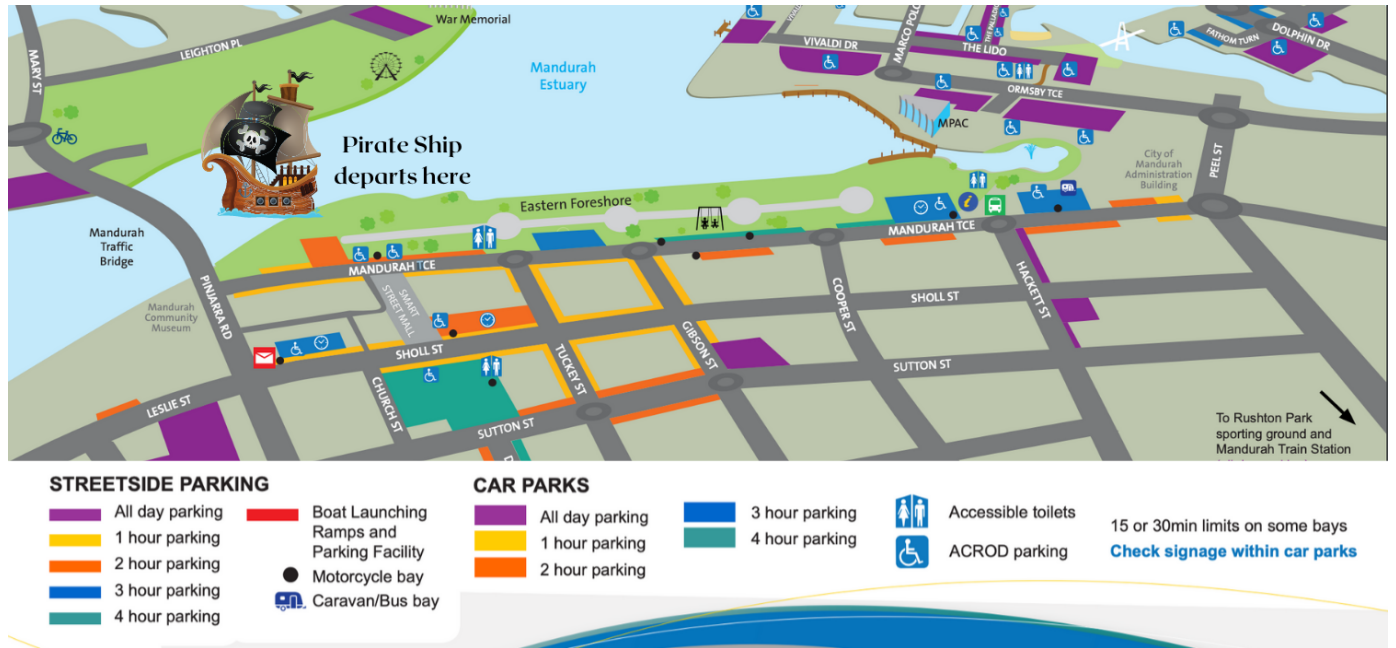 War Memorial
LEIGHTON PL
MARY ST
Mandurah
Estuary
VIVALDI DR
MARCO POLO
THE PALLADIO
THE LIDO
FATHOM TURN
DOLPHIN DR
ORMSBY TCE
MPAC
PEEL ST
City of
Mandurah
Administration
Building
Pirate Ship
departs here
Eastern Foreshore
i
Mandurah
Traffic
Bridge
MANDURAH TCE
MANDURAH TCE
PINJARRA RD
Mandurah
Community
Museum
SMART
STREET MALL
SHOLL ST
SHOLL ST
TUCKEY ST
GIBSON ST
COOPER ST
HACKETT ST
SUTTON ST
SUTTON ST
LESLIE ST
CHURCH ST
To Rushton Park
sporting ground and
Mandurah Train Station
STREETSIDE PARKING
All day parking
1 hour parking
2 hour parking
3 hour parking
4 hour parking
Boat Launching
Ramps and
Parking Facility
Motorcycle bay
Caravan/Bus bay
CAR PARKS
All day parking
1 hour parking
2 hour parking
3 hour parking
4 hour parking
Accessible toilets
ACROD parking
15 or 30min limits on some bays
Check signage within car parks